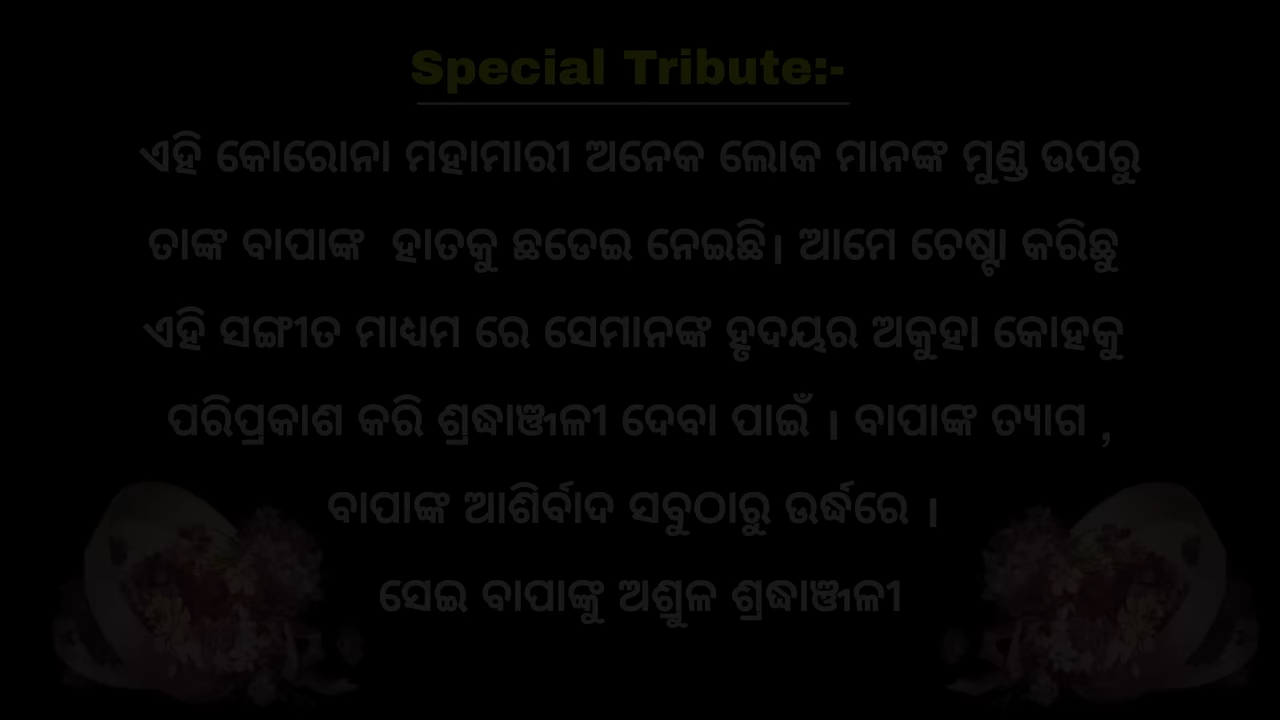 Special Tribute:-
ଏହି କୋରୋନା ମହାମାରୀ ଅନେକ ଲୋକ ମାନଙ୍କ ମୁଣ୍ଡ ଉପରୁ
ତାଙ୍କ ବାପାଙ୍କ ହାତକୁ ଛଡେଇ ନେଇଛି। ଆମେ ଚେଷ୍ଟା କରିଛୁ
ଏହି ସଙ୍ଗୀତ ମାଧ୍ୟମ ରେ ସେମାନଙ୍କ ହୃଦୟର ଅକୁହା କୋହକୁ
ପରିପ୍ରକାଶ କରି ଶ୍ରଦ୍ଧାଞ୍ଜଳୀ ଦେବା ପାଇଁ । ବାପାଙ୍କ ତ୍ୟାଗ ,
ବାପାଙ୍କ ଆଶିର୍ବାଦ ସବୁଠାରୁ ଉର୍ଦ୍ଧରେ ।
ସେଇ ବାପାଙ୍କୁ ଅଶ୍ରୁଳ ଶ୍ରଦ୍ଧାଞ୍ଜଳୀ